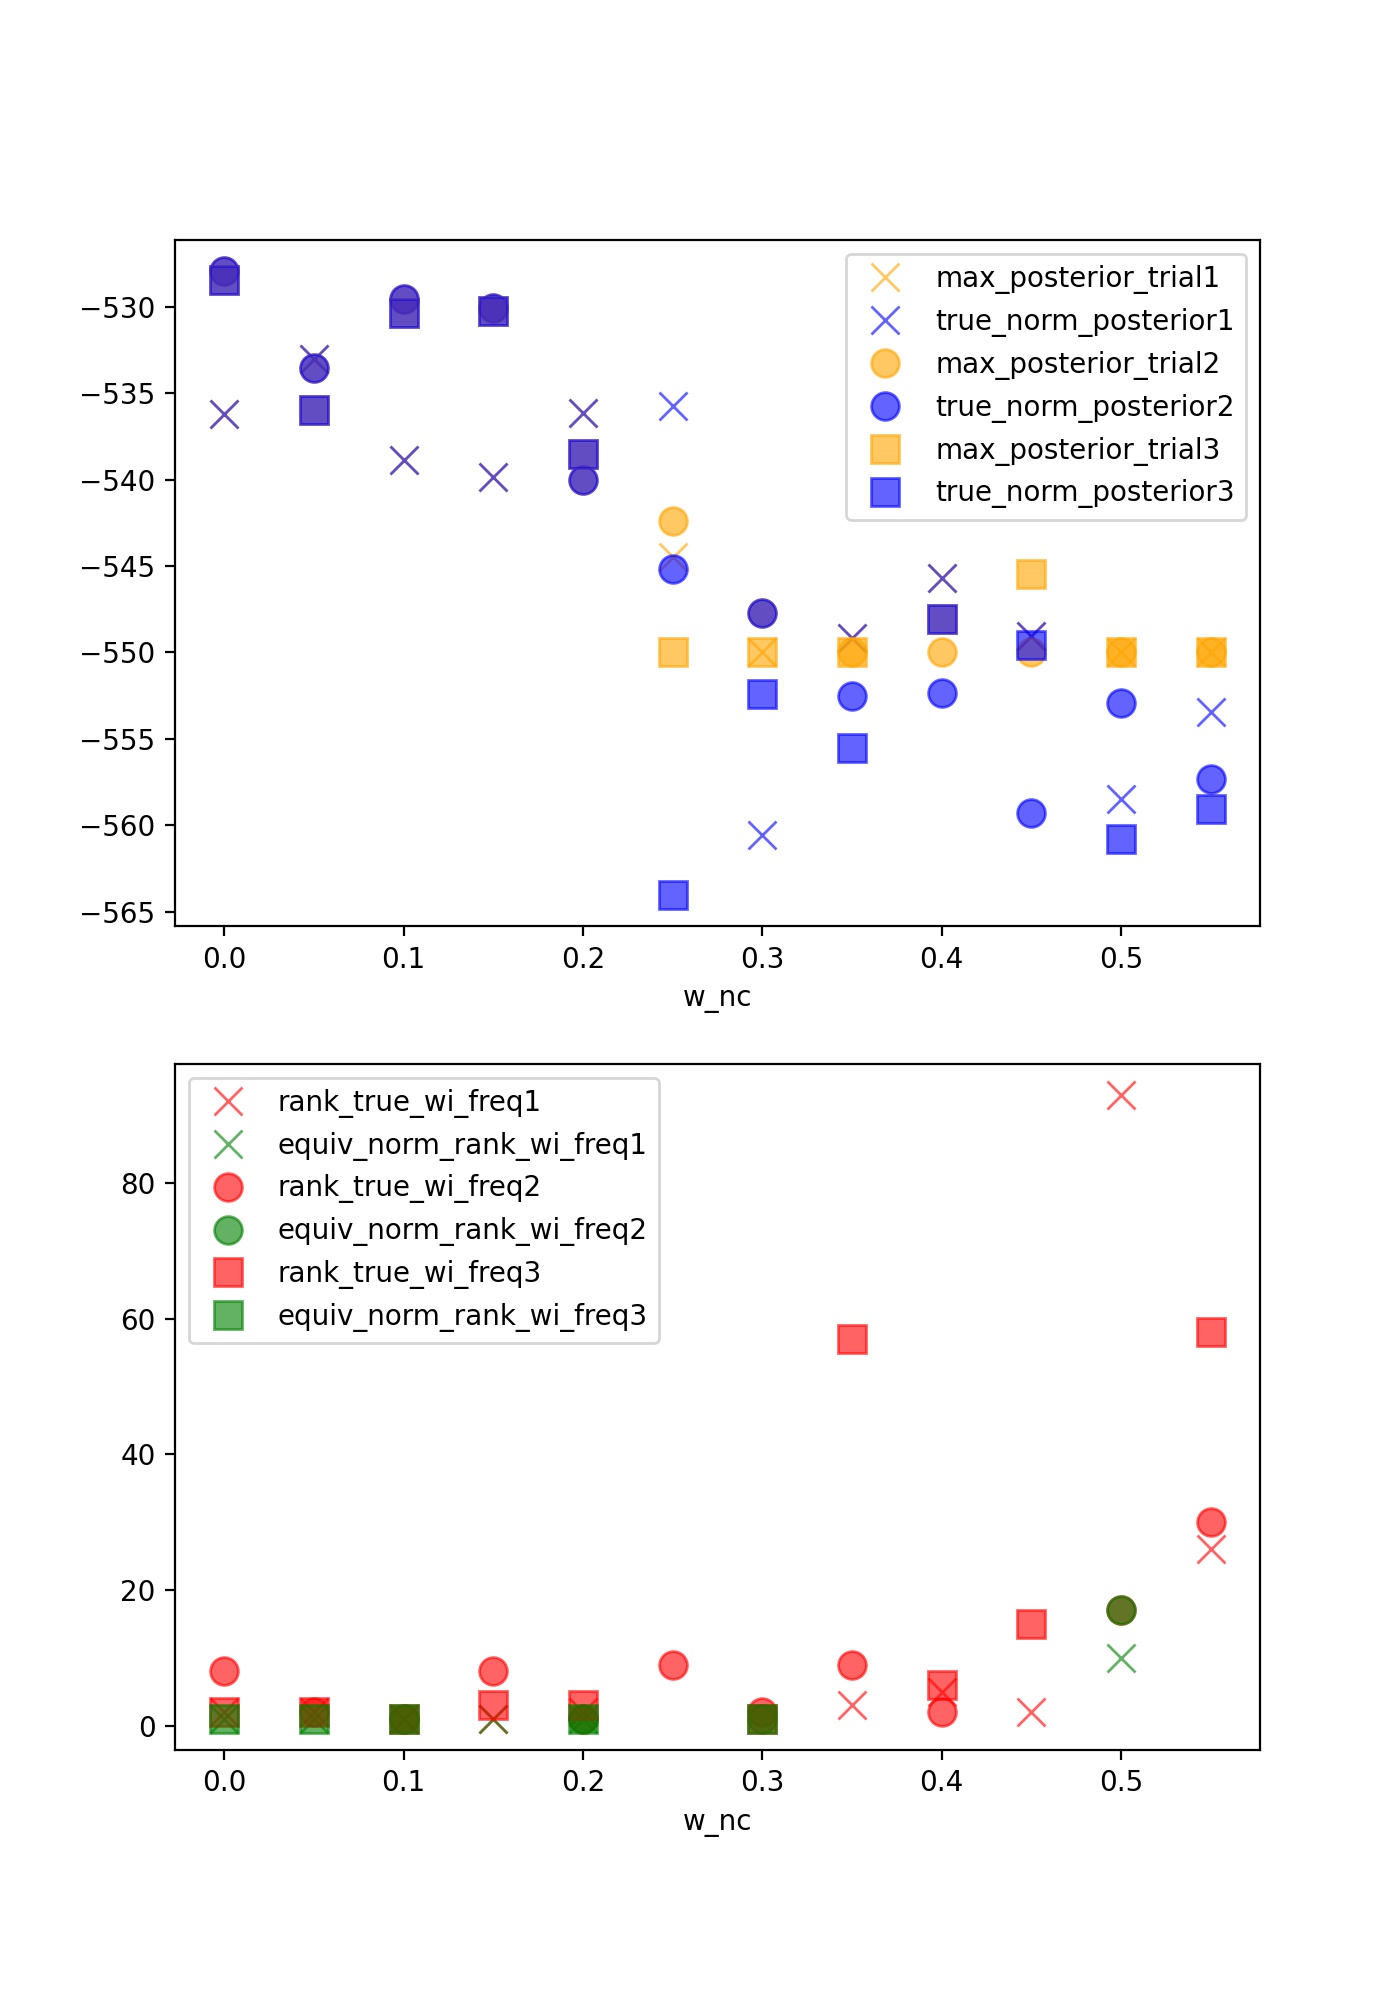 −530
−535
−540
−545
−550
−555
−560
−565
max_posterior_trial1
true_norm_posterior1
max_posterior_trial2
true_norm_posterior2
max_posterior_trial3
true_norm_posterior3
0.0 0.1 0.2 0.3 0.4 0.5
w_nc
rank_true_wi_freq1
equiv_norm_rank_wi_freq1
rank_true_wi_freq2
equiv_norm_rank_wi_freq2
rank_true_wi_freq3
equiv_norm_rank_wi_freq3
80
60
40
20
0
0.0 0.1 0.2 0.3 0.4 0.5
w_nc